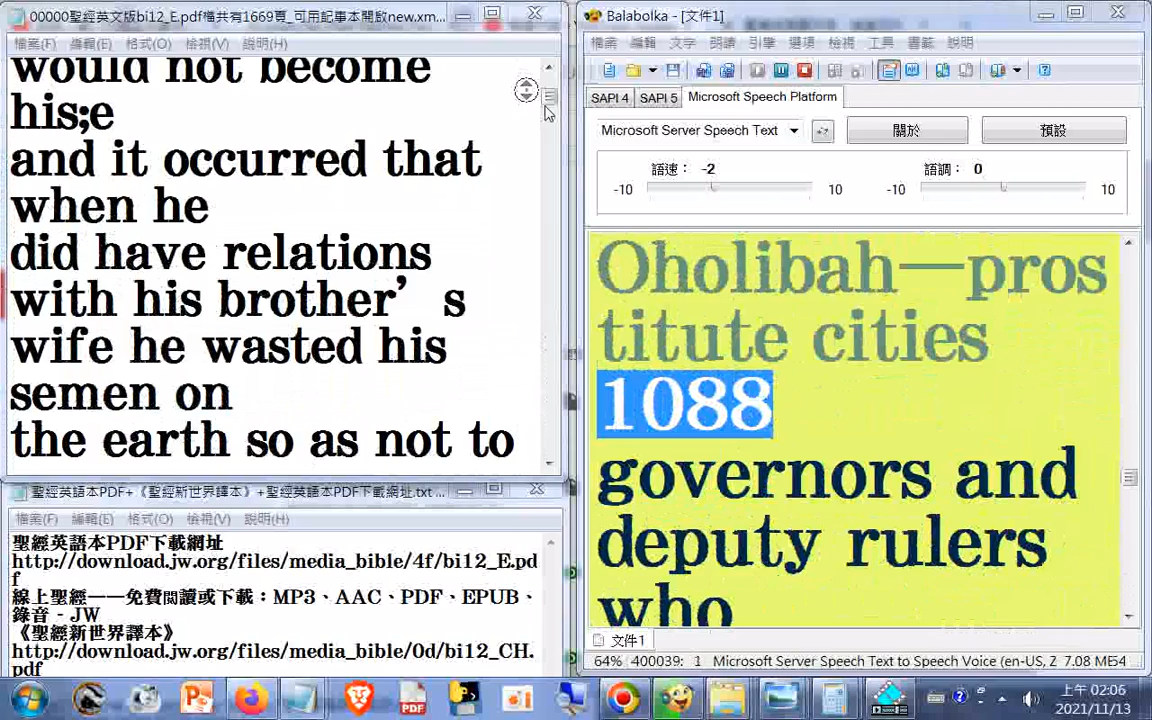 00000聖經英文版bi12_E.pdf檔共有1669頁_可用記事本開啟new.xm...
檔案(F) 編輯(E) 格式(O) 檢視(V) 說明(H)
would not become
his;e
and it occurred that
when he
did have relations
with his brother’s
wife he wasted his
semen on
the earth so as not to
聖經英語本PDF+《聖經新世界譯本》+聖經英語本PDF下載網址.txt ...
檔案(F) 編輯(E) 格式(O) 檢視(V) 說明(H)
聖經英語本PDF下載網址
http://download.jw.org/files/media_bible/4f/bi12_E.pd
f
線上聖經——免費閱讀或下載：MP3、AAC、PDF、EPUB、
錄音 - JW
《聖經新世界譯本》
http://download.jw.org/files/media_bible/0d/bi12_CH.
pdf
Balabolka - [文件1]
檔案 編輯 文字 朗讀 引擎 選項 檢視 工具 書籤 說明
SAPI 4 SAPI 5 Microsoft Speech Platform
Microsoft Server Speech Text 關於 預設
語速： -2 語調： 0
-10 10 -10 10
Oholibah—pros
titute cities
1088
governors and
deputy rulers
who
文件1
64% 400039: 1 Microsoft Server Speech Text to Speech Voice (en-US, Z 7.08 ME54
PDF
上午 02:06
2021/11/13